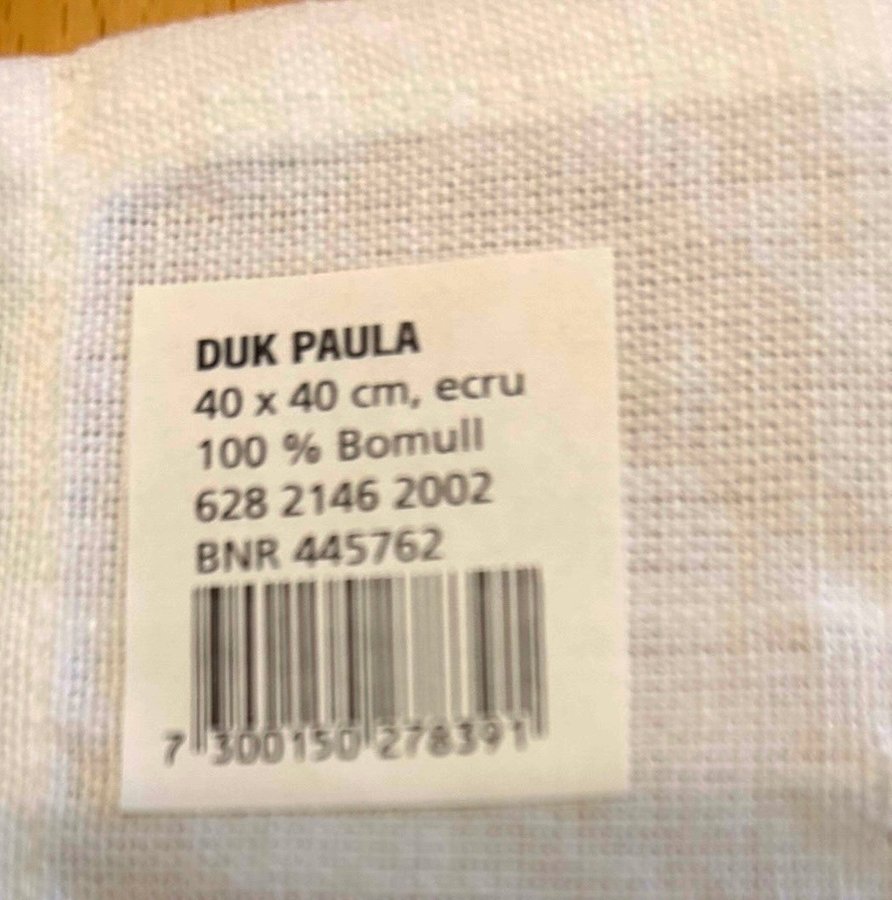 DUK PAULA
40 x 40 cm, ecru
100 % Bomull
628 2146 2002
BNR 445762
7 300150 278391